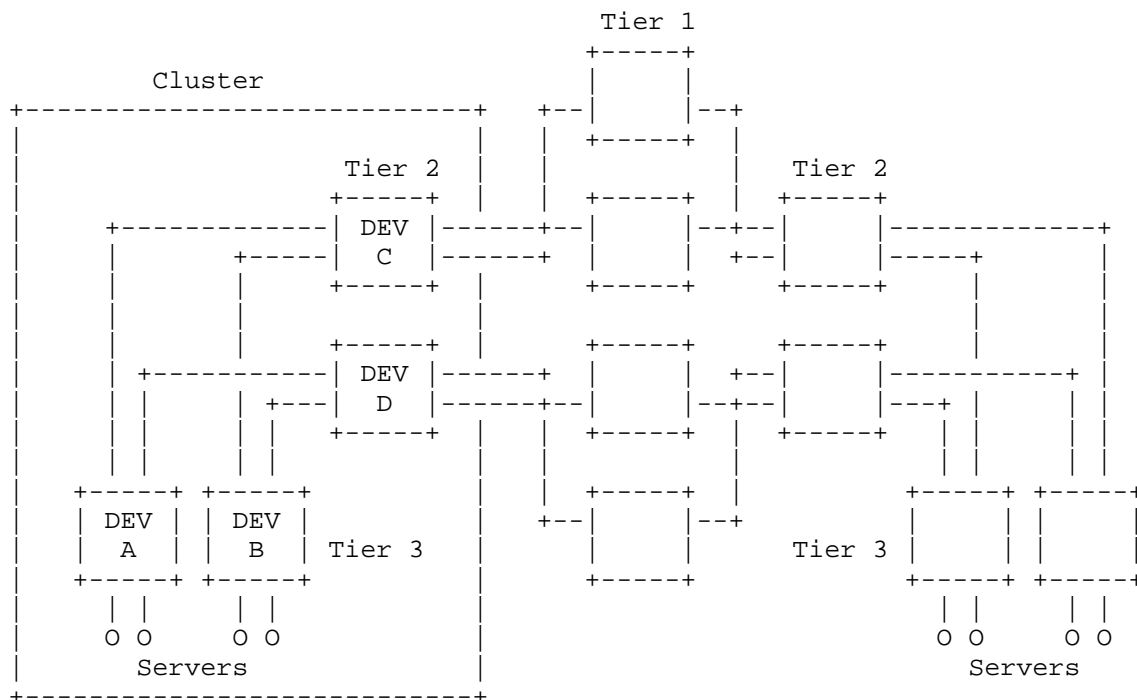 Tier 1
Cluster
Tier 2 Tier 2
DEV
C
DEV
D
DEV DEV
A B Tier 3 Tier 3
O O O O O O O O
Servers Servers